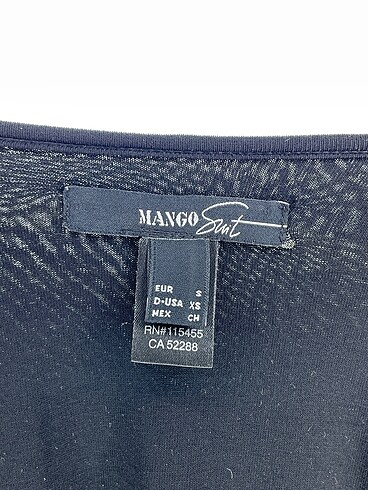 MANGO Suit
EUR S
D-USA XS
MEX CH
RN#115455
CA 52288